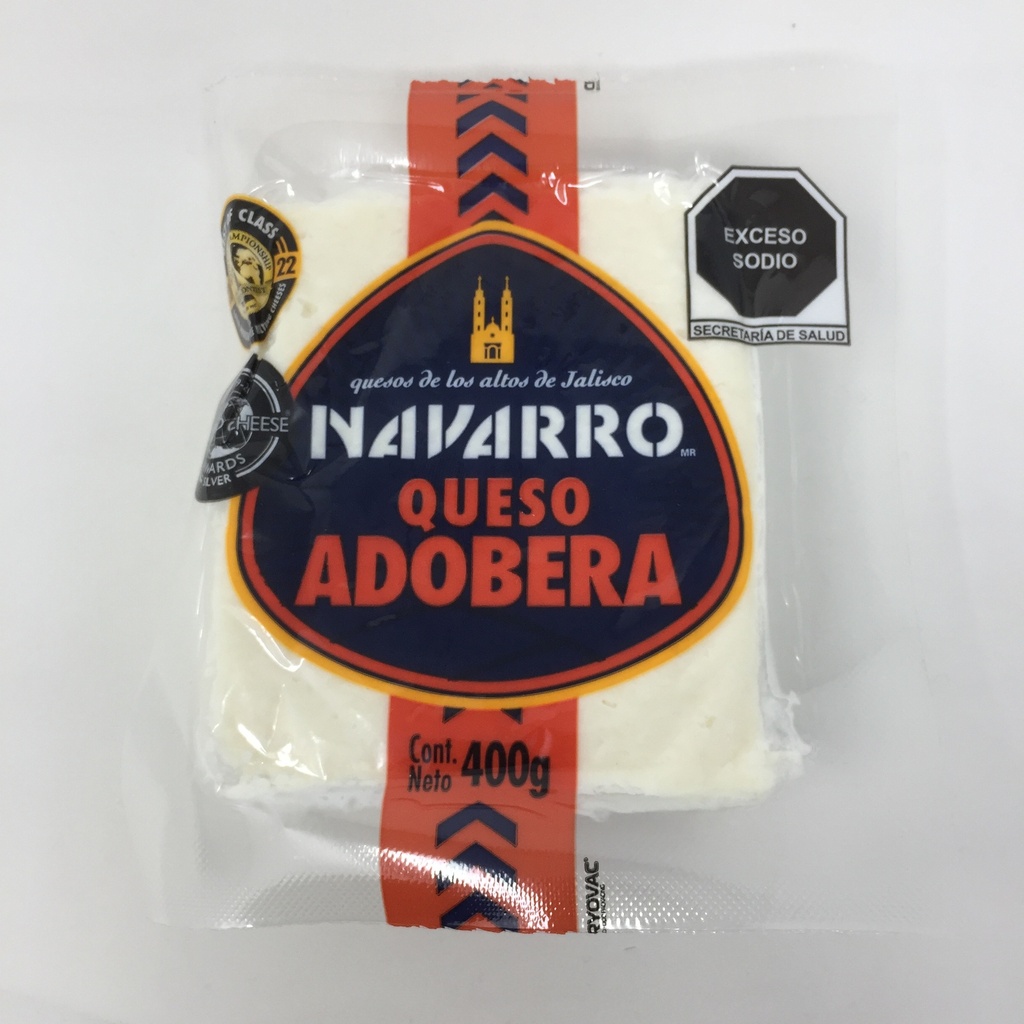 CLASS
22
CHEESE
SILVER
EXCESO
SODIO
SECRETARÍA DE SALUD
quesos de los altos de Jalisco
NAVARRO
MR
QUESO
ADOBERA
Cont.
Neto 400g
RYOVAC